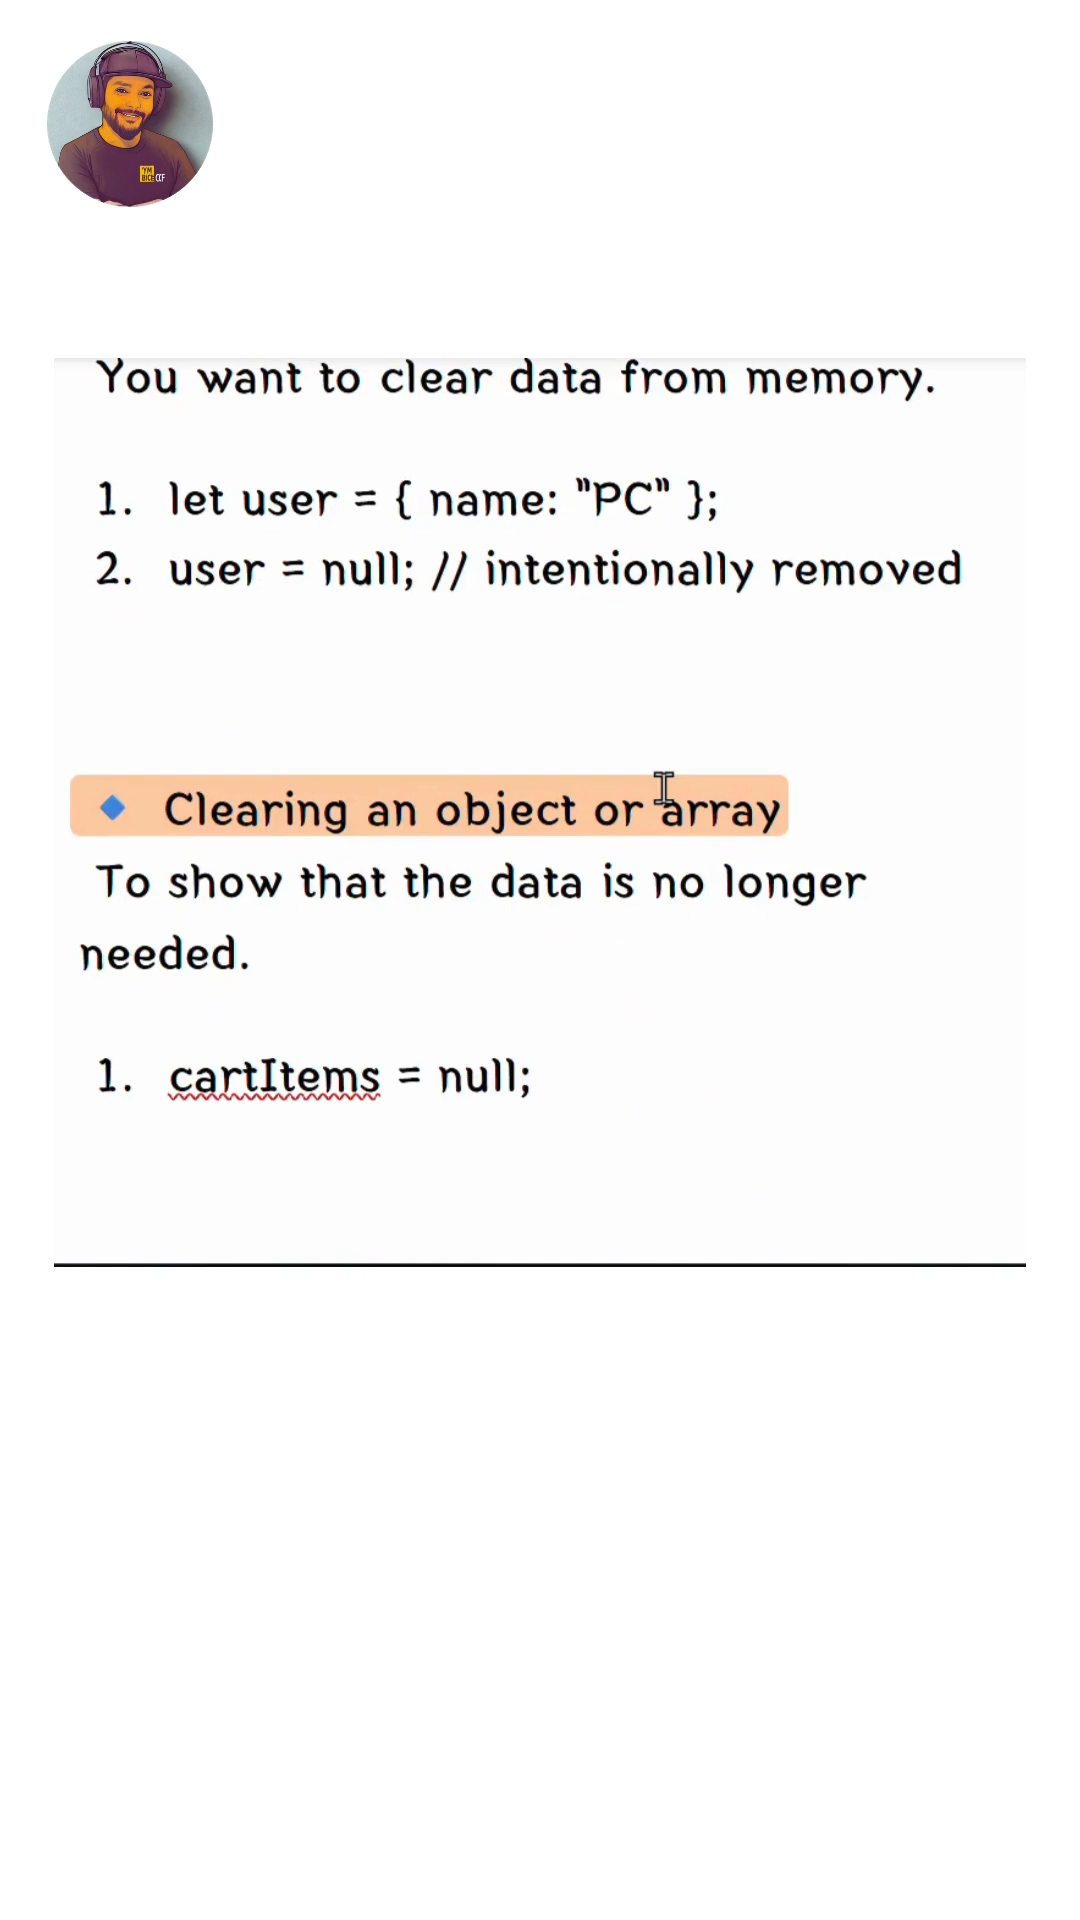 You want to clear data from memory.
1. let user = { name: "PC" };
2. user = null; // intentionally removed
🔹 Clearing an object or array
To show that the data is no longer
needed.
1. cartItems = null;